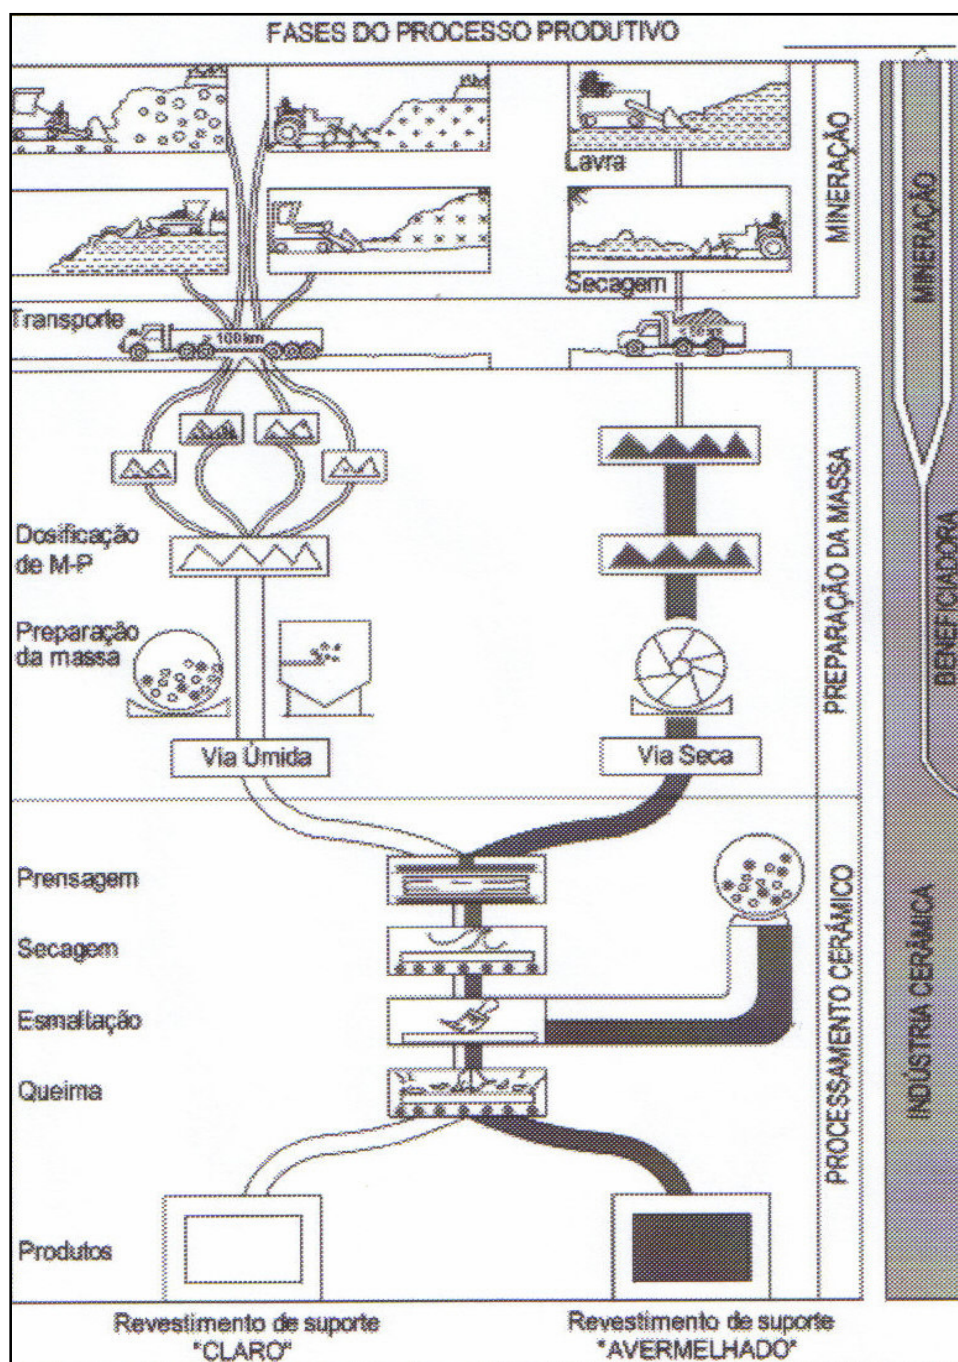 FASES DO PROCESSO PRODUTIVO
Lavra
Secagem
MINERAÇÃO
MINERAÇÃO
Transporte
100 km
Dosificação
de M-P
Preparação
da massa
Via Úmida
Via Seca
PREPARAÇÃO DA MASSA
BENEFICIADORA
Prensagem
Secagem
Esmaltação
Queima
Produtos
PROCESSAMENTO CERÂMICO
INDÚSTRIA CERÂMICA
Revestimento de suporte
"CLARO"
Revestimento de suporte
"AVERMELHADO"